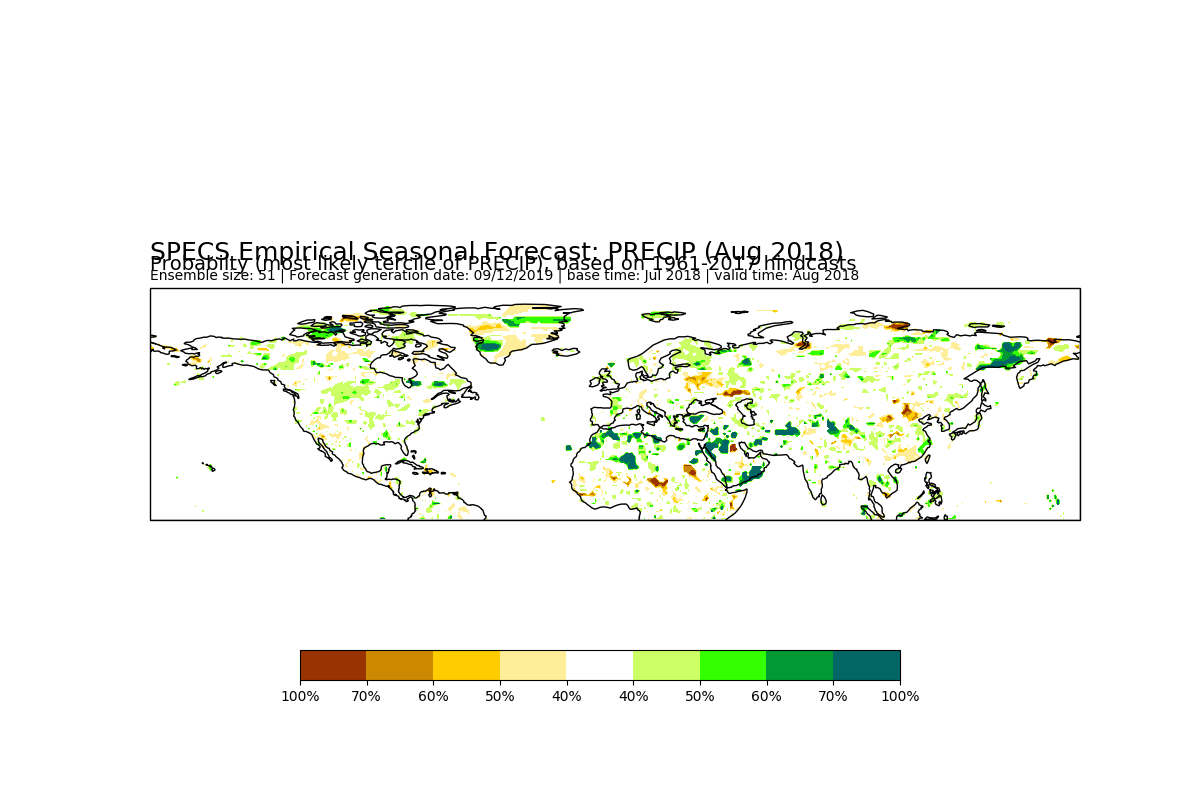 SPECS Empirical Seasonal Forecast: PRECIP (Aug 2018)
Probabilty (most likely tercile of PRECIP), based on 1961-2017 hindcasts
Ensemble size: 51 | Forecast generation date: 09/12/2019 | base time: Jul 2018 | valid time: Aug 2018
100% 70% 60% 50% 40% 40% 50% 60% 70% 100%